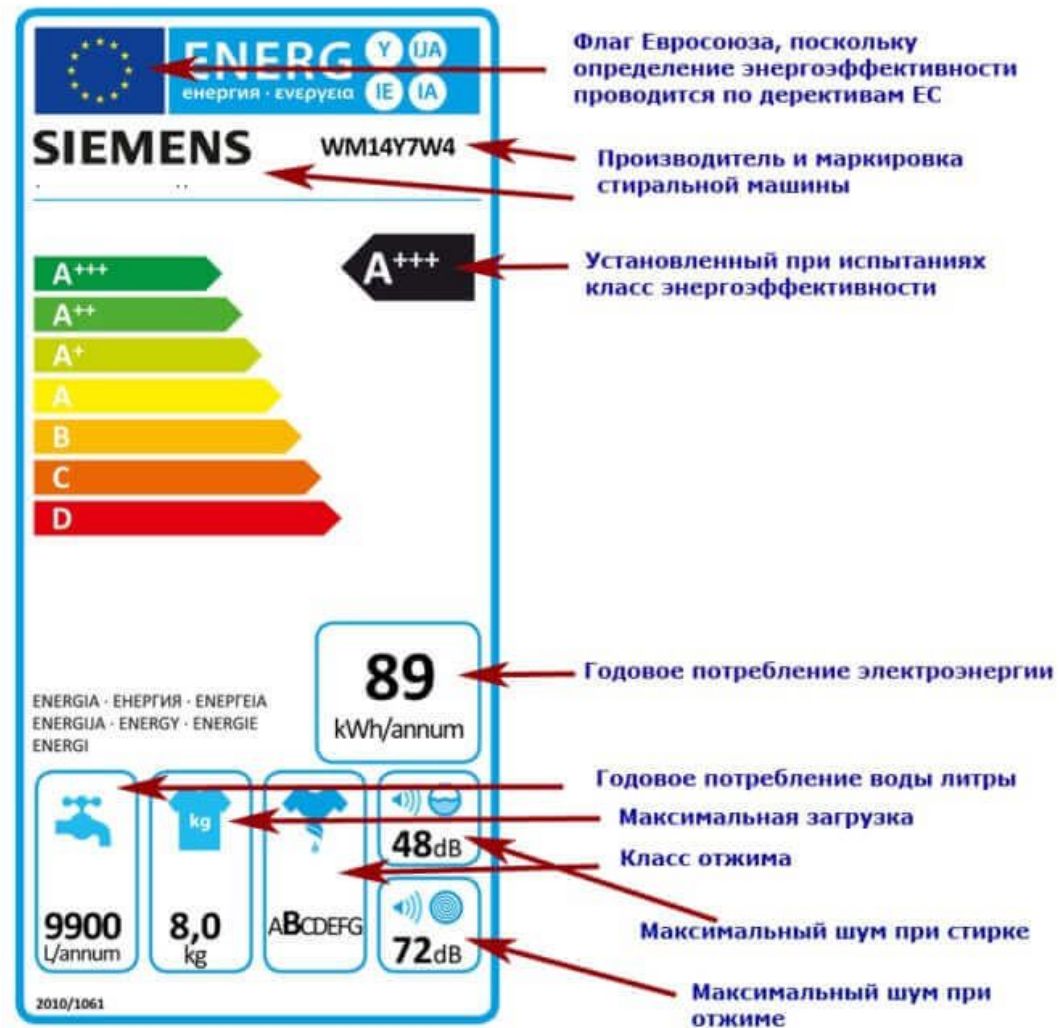 ENERG Y IJA
енергия · ενεργεια IE IA
Флаг Евросоюза, поскольку
определение энергоэффективности
проводится по дерективам ЕС
SIEMENS WM14Y7W4
Производитель и маркировка
стиральной машины
A+++
Установленный при испытаниях
класс энергоэффективности
A+++
A++
A+
A
B
C
D
89
kWh/annum
Годовое потребление электроэнергии
ENERGIA · ЕНЕРГИЯ · ΕΝΕΡΓΕΙΑ
ENERGIJA · ENERGY · ENERGIE
ENERGI
Годовое потребление воды литры
Максимальная загрузка
Класс отжима
kg
48dB
9900
L/annum
8,0
kg
ABCDEFG
72dB
Максимальный шум при стирке
Максимальный шум при
отжиме
2010/1061